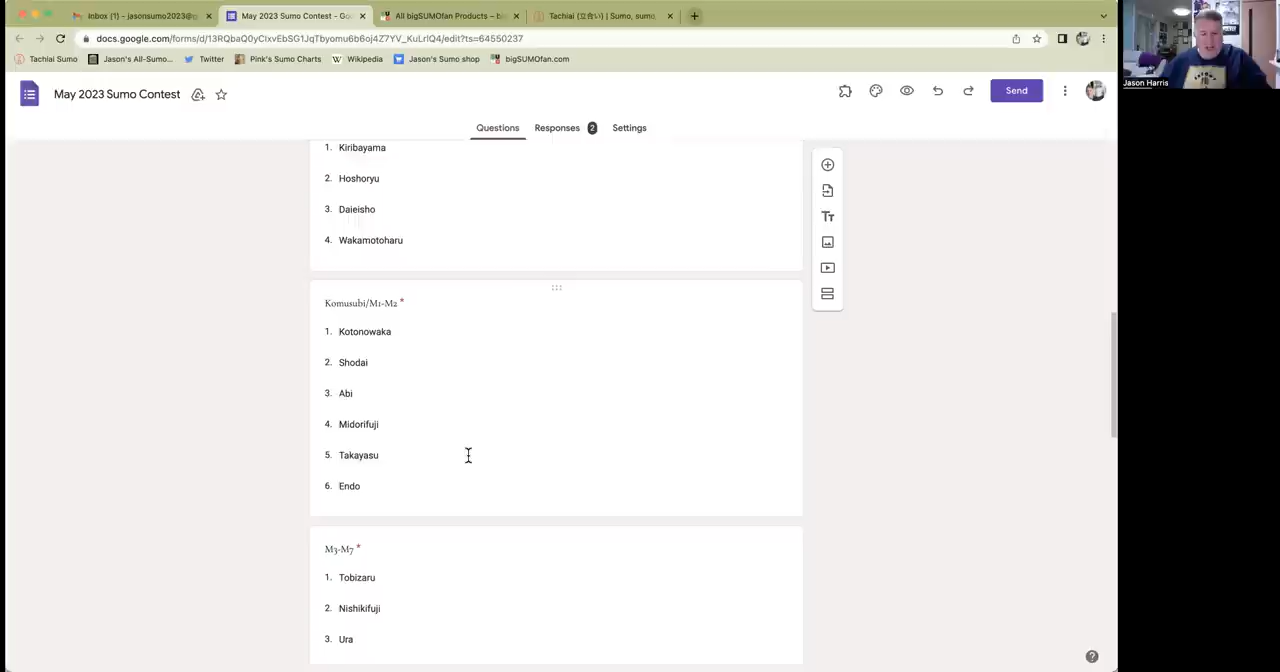 Inbox (1) – jasonsumo2023@g
May 2023 Sumo Contest - Goo
All bigSUMOfan Products – b
Tachiai (立合い) | Sumo, sumo,
docs.google.com/forms/d/13RQbaQ0yCIxvEbSG1JqTbyomu6b6oj4Z7YV_KuLrIQ4/edit?ts=64550237
Tachiai Sumo
Jason's All-Sumo...
Twitter
Pink's Sumo Charts
Wikipedia
Jason's Sumo shop
bigSUMOfan.com
Jason Harris
May 2023 Sumo Contest
Send
Questions
Responses 2
Settings
1. Kiribayama
2. Hoshoryu
3. Daieisho
4. Wakamotoharu
Komusubi/M1-M2 *
1. Kotonowaka
2. Shodai
3. Abi
4. Midorifuji
5. Takayasu
6. Endo
M3-M7 *
1. Tobizaru
2. Nishikifuji
3. Ura
Tт